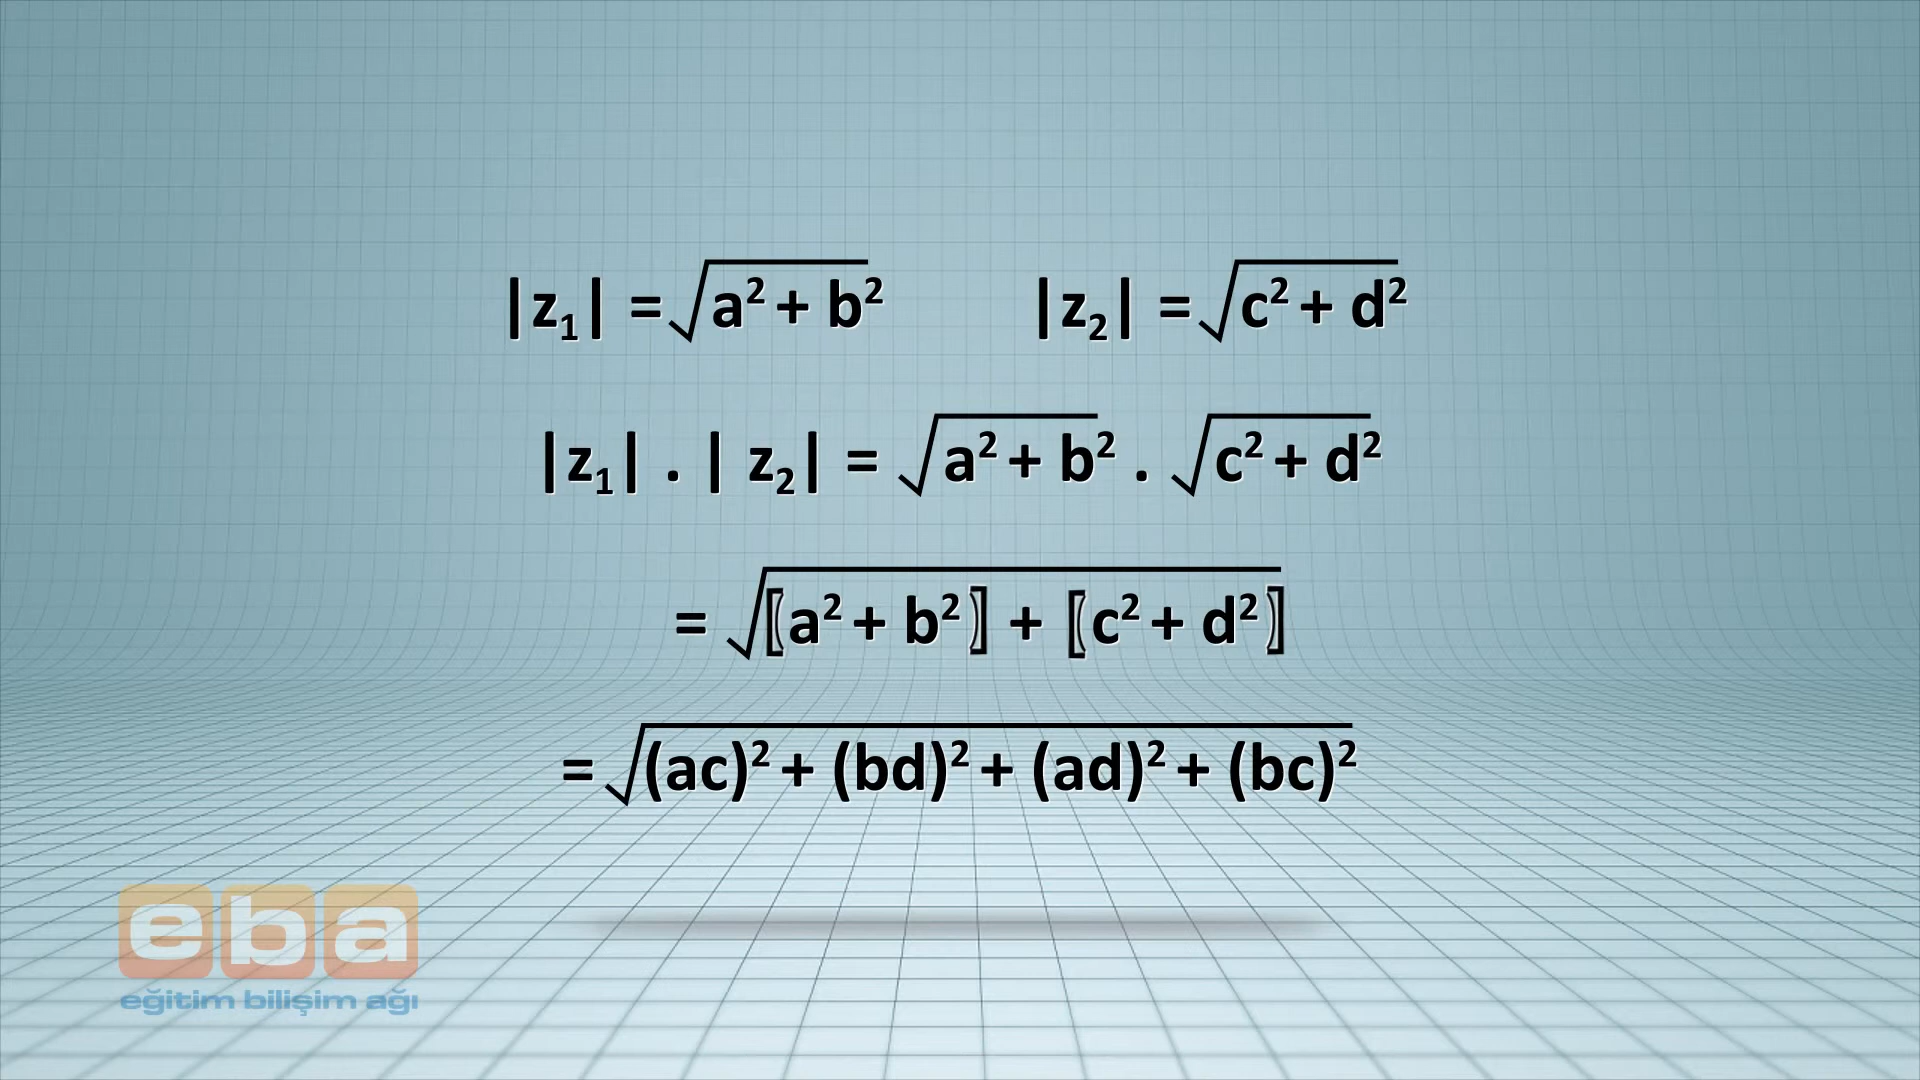 |z₁| = √a² + b² |z₂| = √c² + d²
|z₁| . | z₂| = √a² + b² . √c² + d²
= √⟦a² + b²⟧ + ⟦c² + d²⟧
= √(ac)² + (bd)² + (ad)² + (bc)²
eba
eğitim bilişim ağı